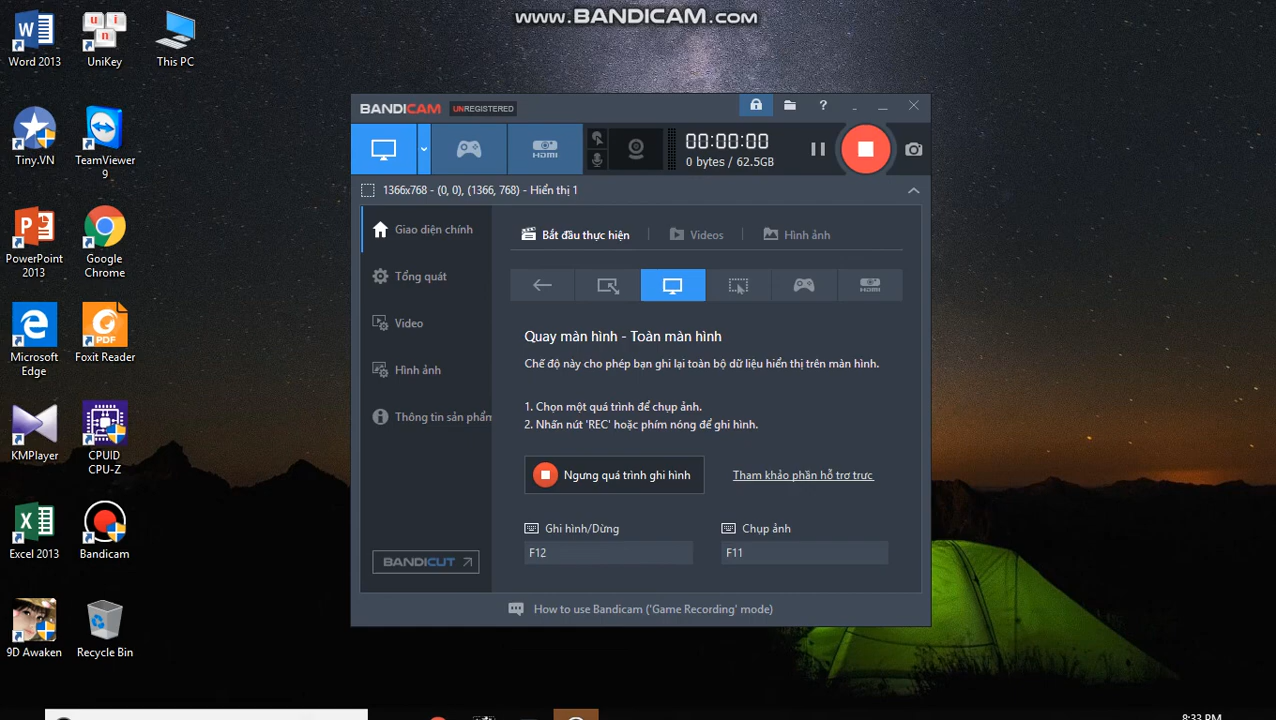 www.BANDICAM.com
Word 2013
UniKey
This PC
Tiny.VN
TeamViewer 9
PowerPoint 2013
Google Chrome
Microsoft Edge
Foxit Reader
KMPlayer
CPUID CPU-Z
Excel 2013
Bandicam
9D Awaken
Recycle Bin
BANDICAM UNREGISTERED
HDMI
00:00:00
0 bytes / 62.5GB
1366x768 - (0, 0), (1366, 768) - Hiển thị 1
Giao diện chính
Tổng quát
Video
Hình ảnh
Thông tin sản phẩm
BANDICUT
Bắt đầu thực hiện
Videos
Hình ảnh
HDMI
Quay màn hình - Toàn màn hình
Chế độ này cho phép bạn ghi lại toàn bộ dữ liệu hiển thị trên màn hình.
1. Chọn một quá trình để chụp ảnh.
2. Nhấn nút 'REC' hoặc phím nóng để ghi hình.
Ngưng quá trình ghi hình
Tham khảo phần hỗ trợ trực
Ghi hình/Dừng
Chụp ảnh
F12
F11
How to use Bandicam ('Game Recording' mode)
8:33 PM